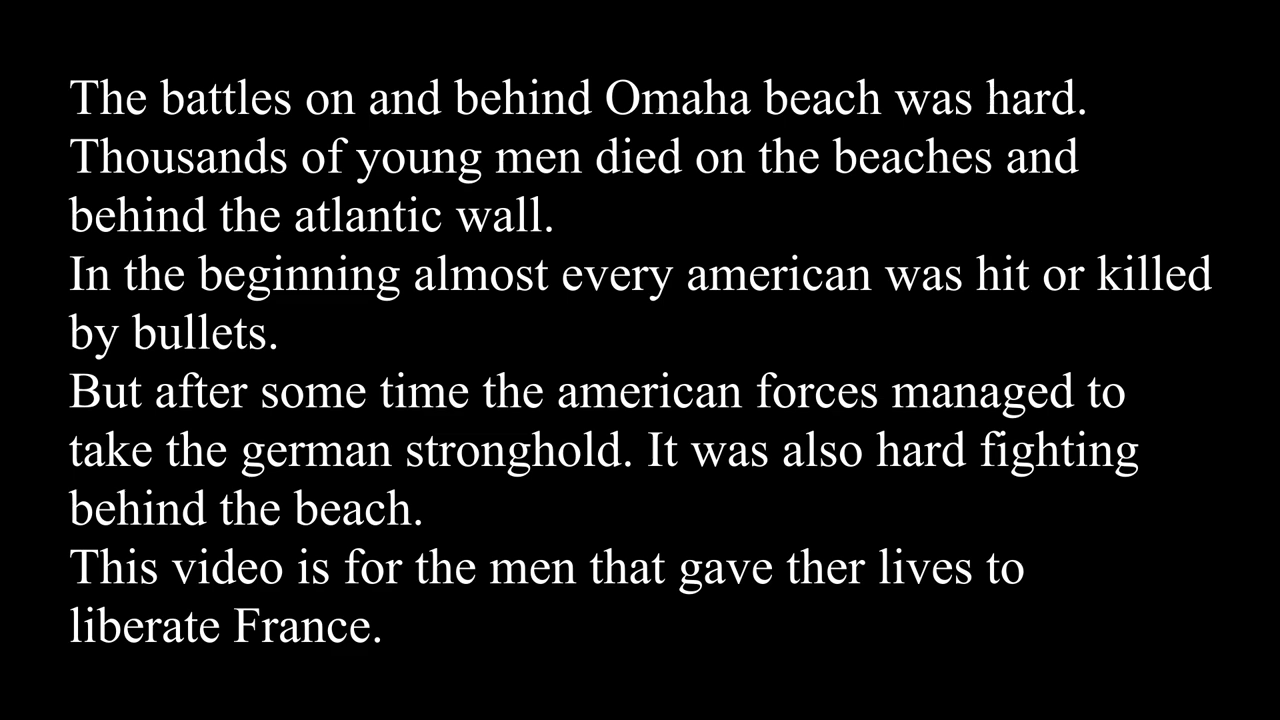 The battles on and behind Omaha beach was hard.
Thousands of young men died on the beaches and
behind the atlantic wall.
In the beginning almost every american was hit or killed
by bullets.
But after some time the american forces managed to
take the german stronghold. It was also hard fighting
behind the beach.
This video is for the men that gave ther lives to
liberate France.